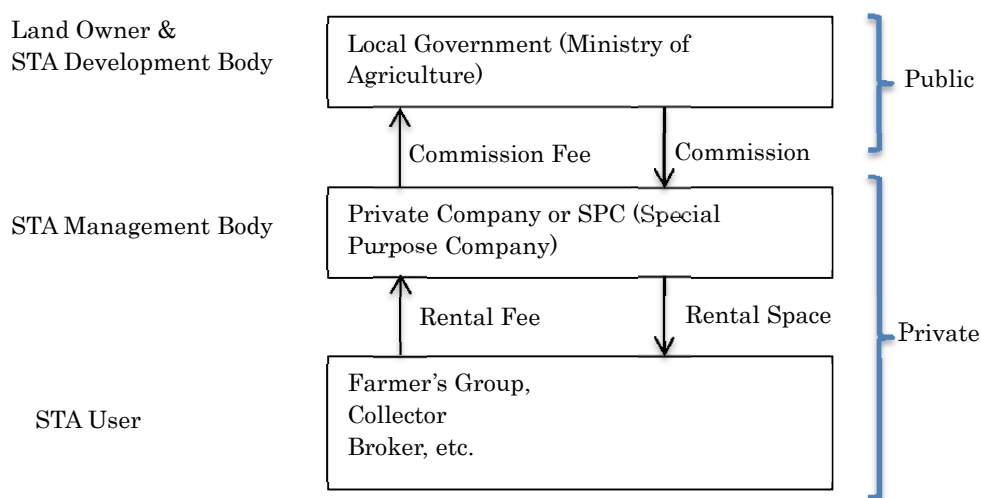 Land Owner &
STA Development Body
Local Government (Ministry of
Agriculture)
Public
Commission Fee
Commission
STA Management Body
Private Company or SPC (Special
Purpose Company)
Rental Fee
Rental Space
Private
STA User
Farmer's Group,
Collector
Broker, etc.